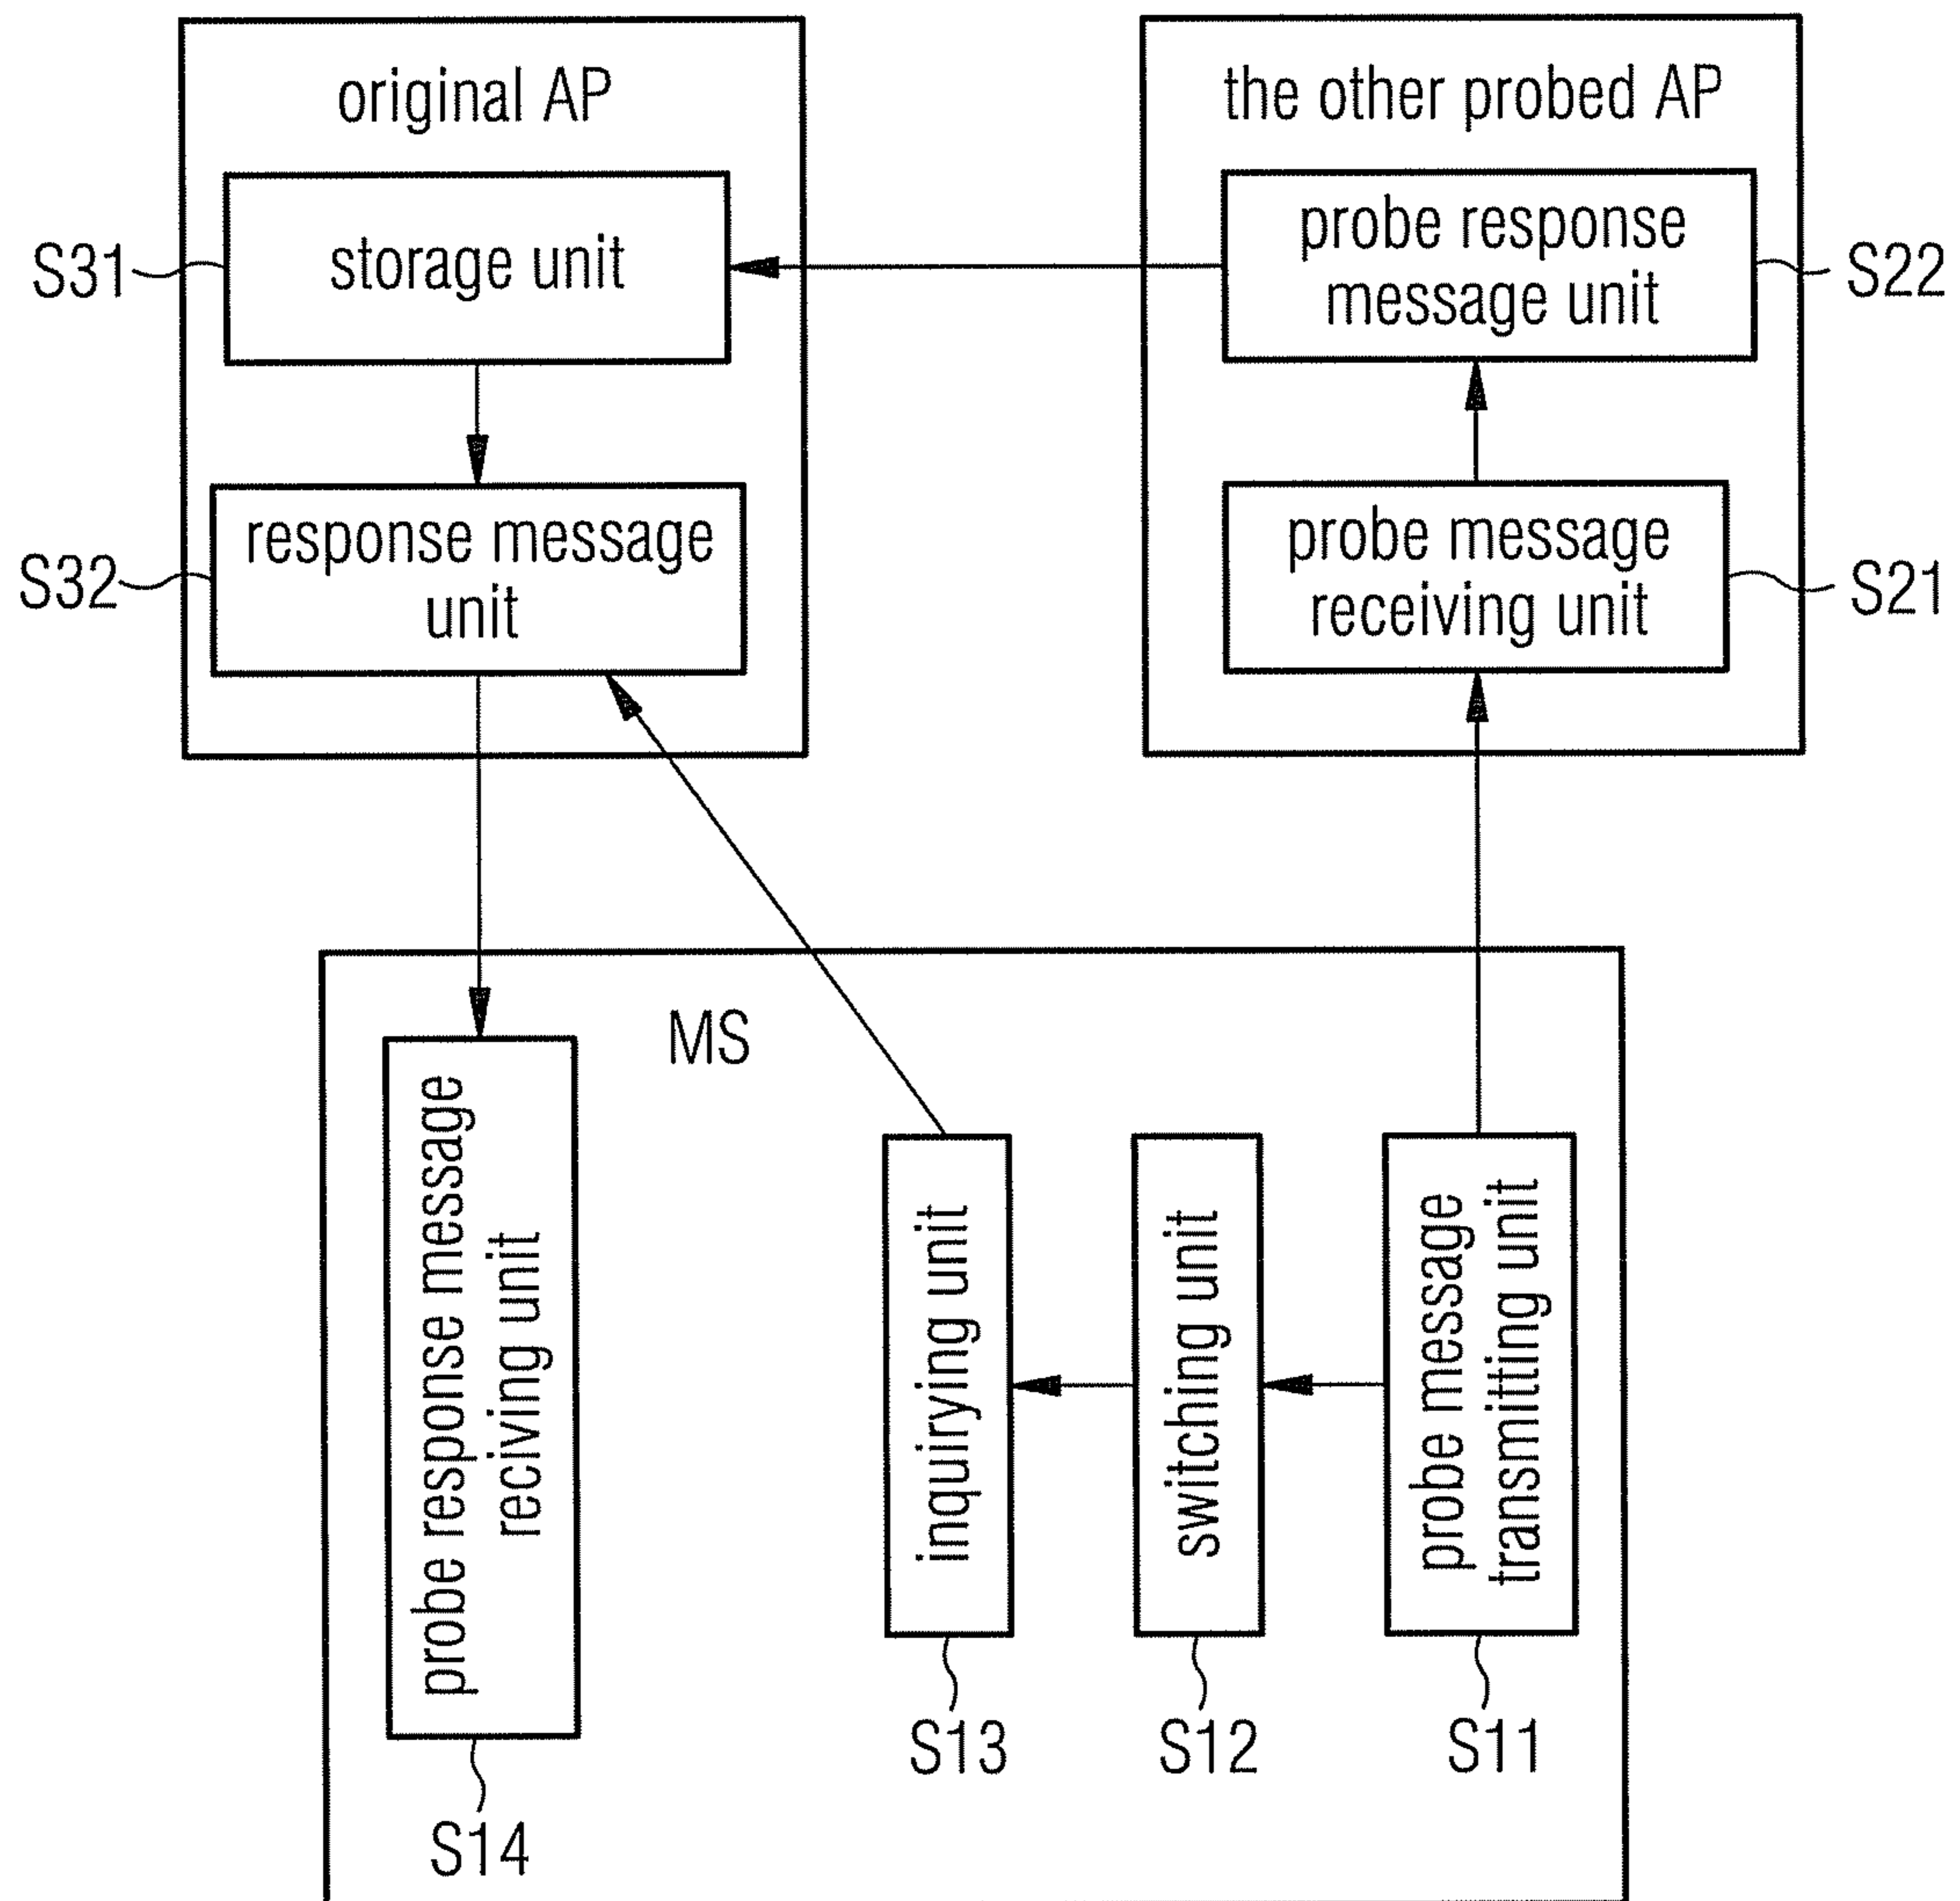 original AP
storage unit
S31
response message
unit
S32
the other probed AP
probe response
message unit
S22
probe message
receiving unit
S21
MS
probe response message
reciving unit
S14
inquirying unit
S13
switching unit
S12
probe message
transmitting unit
S11